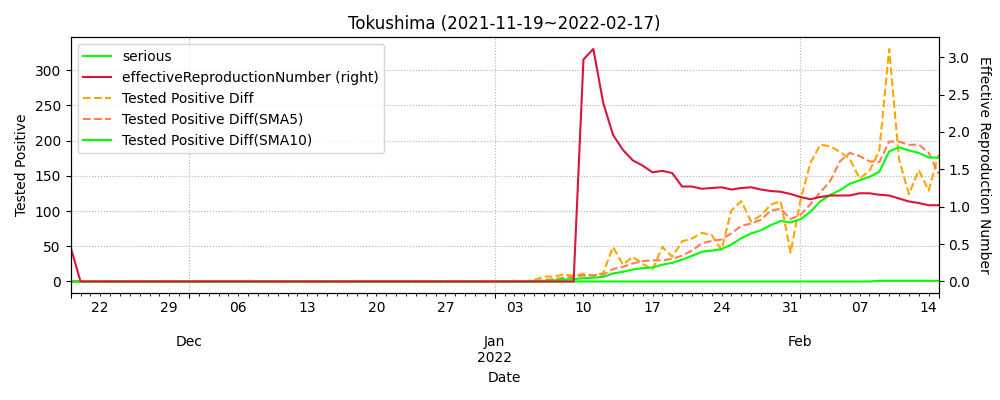 Tokushima (2021-11-19~2022-02-17)
serious
effectiveReproductionNumber (right)
Tested Positive Diff
Tested Positive Diff(SMA5)
Tested Positive Diff(SMA10)
Tested Positive
300
250
200
150
100
50
0
3.0
2.5
2.0
1.5
1.0
0.5
0.0
Effective Reproduction Number
22 29 06 13 20 27 03 10 17 24 31 07 14
Dec Jan Feb
2022
Date